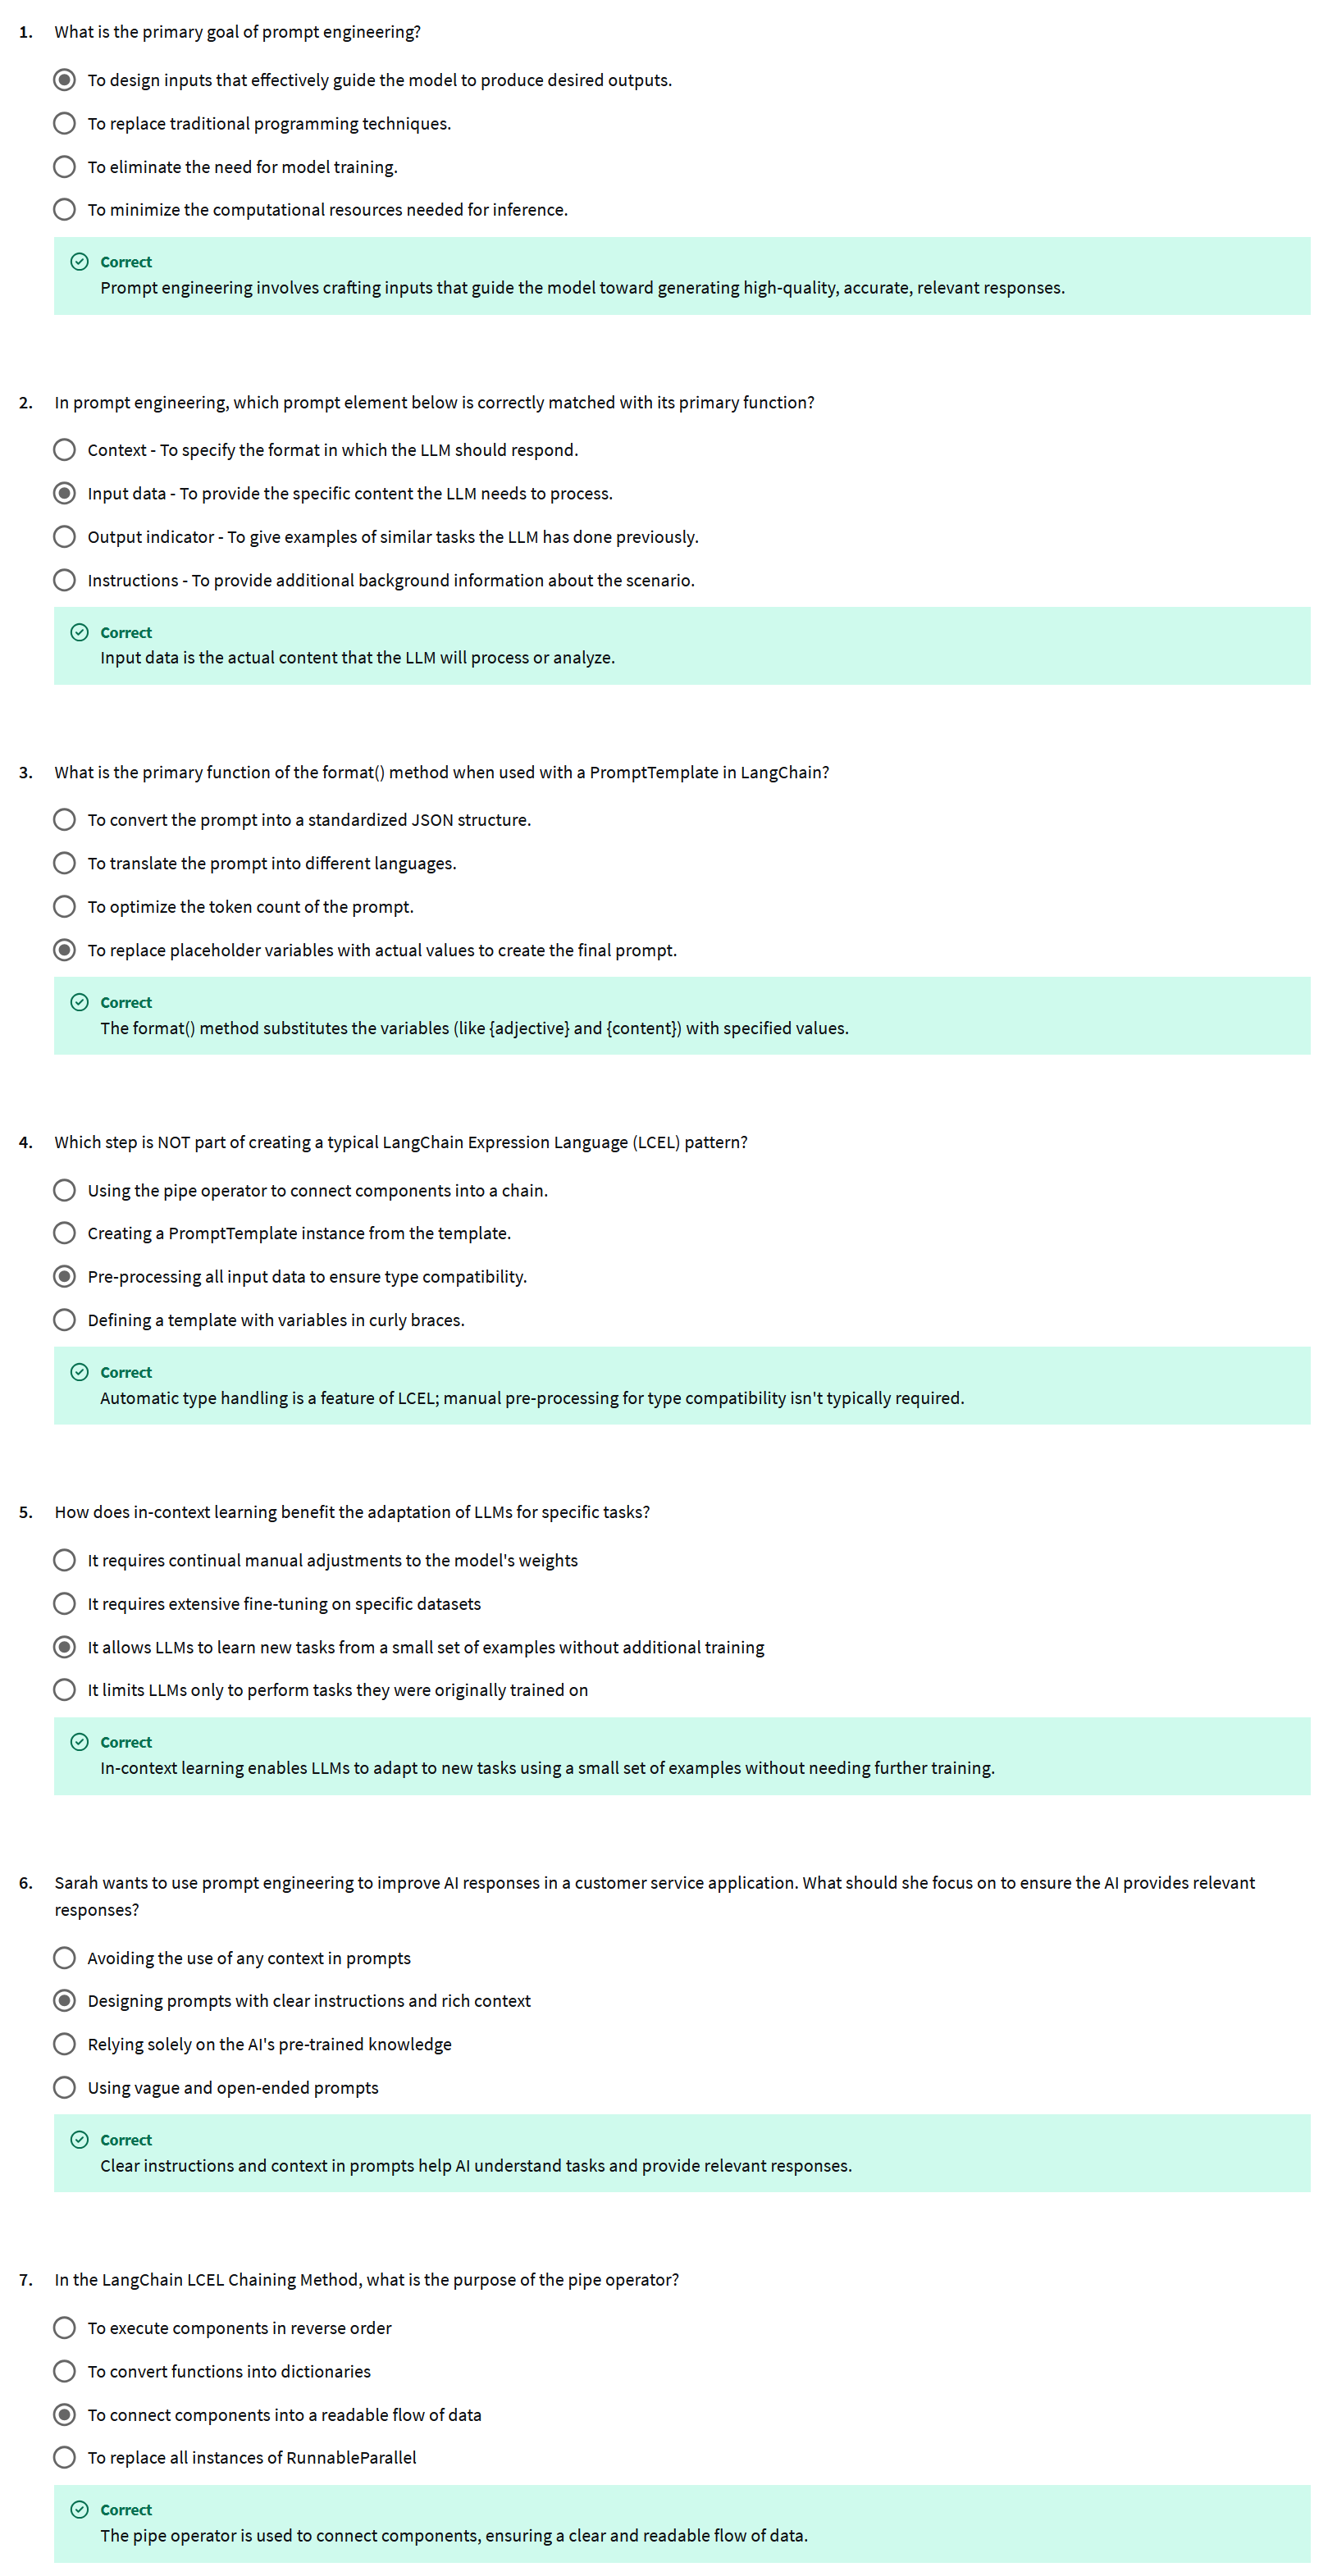 1. What is the primary goal of prompt engineering?
To design inputs that effectively guide the model to produce desired outputs.
To replace traditional programming techniques.
To eliminate the need for model training.
To minimize the computational resources needed for inference.
Correct
Prompt engineering involves crafting inputs that guide the model toward generating high-quality, accurate, relevant responses.
2. In prompt engineering, which prompt element below is correctly matched with its primary function?
Context - To specify the format in which the LLM should respond.
Input data - To provide the specific content the LLM needs to process.
Output indicator - To give examples of similar tasks the LLM has done previously.
Instructions - To provide additional background information about the scenario.
Correct
Input data is the actual content that the LLM will process or analyze.
3. What is the primary function of the format() method when used with a PromptTemplate in LangChain?
To convert the prompt into a standardized JSON structure.
To translate the prompt into different languages.
To optimize the token count of the prompt.
To replace placeholder variables with actual values to create the final prompt.
Correct
The format() method substitutes the variables (like {adjective} and {content}) with specified values.
4. Which step is NOT part of creating a typical LangChain Expression Language (LCEL) pattern?
Using the pipe operator to connect components into a chain.
Creating a PromptTemplate instance from the template.
Pre-processing all input data to ensure type compatibility.
Defining a template with variables in curly braces.
Correct
Automatic type handling is a feature of LCEL; manual pre-processing for type compatibility isn't typically required.
5. How does in-context learning benefit the adaptation of LLMs for specific tasks?
It requires continual manual adjustments to the model's weights
It requires extensive fine-tuning on specific datasets
It allows LLMs to learn new tasks from a small set of examples without additional training
It limits LLMs only to perform tasks they were originally trained on
Correct
In-context learning enables LLMs to adapt to new tasks using a small set of examples without needing further training.
6. Sarah wants to use prompt engineering to improve AI responses in a customer service application. What should she focus on to ensure the AI provides relevant
responses?
Avoiding the use of any context in prompts
Designing prompts with clear instructions and rich context
Relying solely on the AI's pre-trained knowledge
Using vague and open-ended prompts
Correct
Clear instructions and context in prompts help AI understand tasks and provide relevant responses.
7. In the LangChain LCEL Chaining Method, what is the purpose of the pipe operator?
To execute components in reverse order
To convert functions into dictionaries
To connect components into a readable flow of data
To replace all instances of RunnableParallel
Correct
The pipe operator is used to connect components, ensuring a clear and readable flow of data.